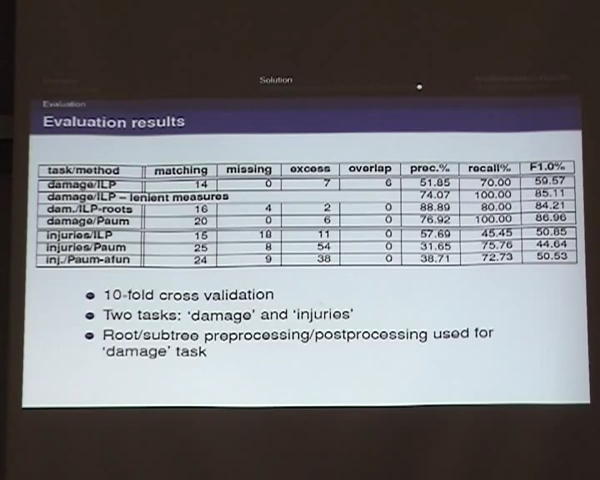 Solution
Evaluation
Evaluation results
task/method matching missing excess overlap prec.% recall% F1.0%
damage/ILP 14 0 7 6 51.85 70.00 59.57
damage/ILP – lenient measures 74.07 100.00 85.11
dam./ILP-roots 16 4 2 0 88.89 80.00 84.21
damage/Paum 20 0 6 0 76.92 100.00 86.96
injuries/ILP 15 18 11 0 57.69 45.45 50.85
injuries/Paum 25 8 54 0 31.65 75.76 44.64
inj./Paum-afun 24 9 38 0 38.71 72.73 50.53
10-fold cross validation
Two tasks: ‘damage’ and ‘injuries’
Root/subtree preprocessing/postprocessing used for
‘damage’ task